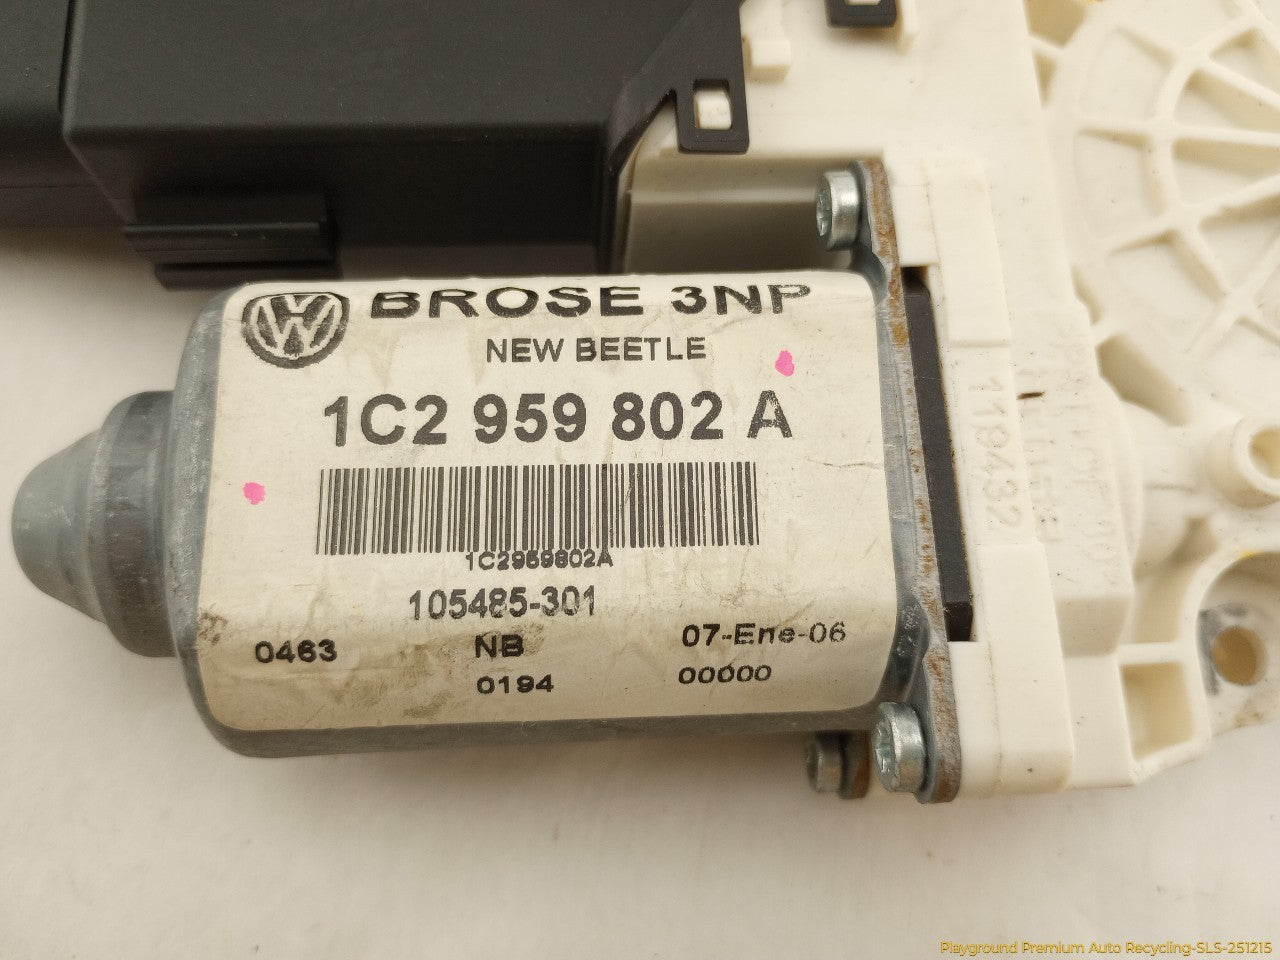 BROSE 3NP
NEW BEETLE
1C2 959 802 A
1C2959802A
105485-301
0463 NB 07-Ene-06
0194 00000
119432
Playground Premium Auto Recycling-SLS-251215